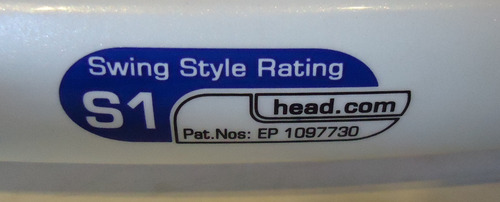 Swing Style Rating
S1
head.com
Pat.Nos: EP 1097730